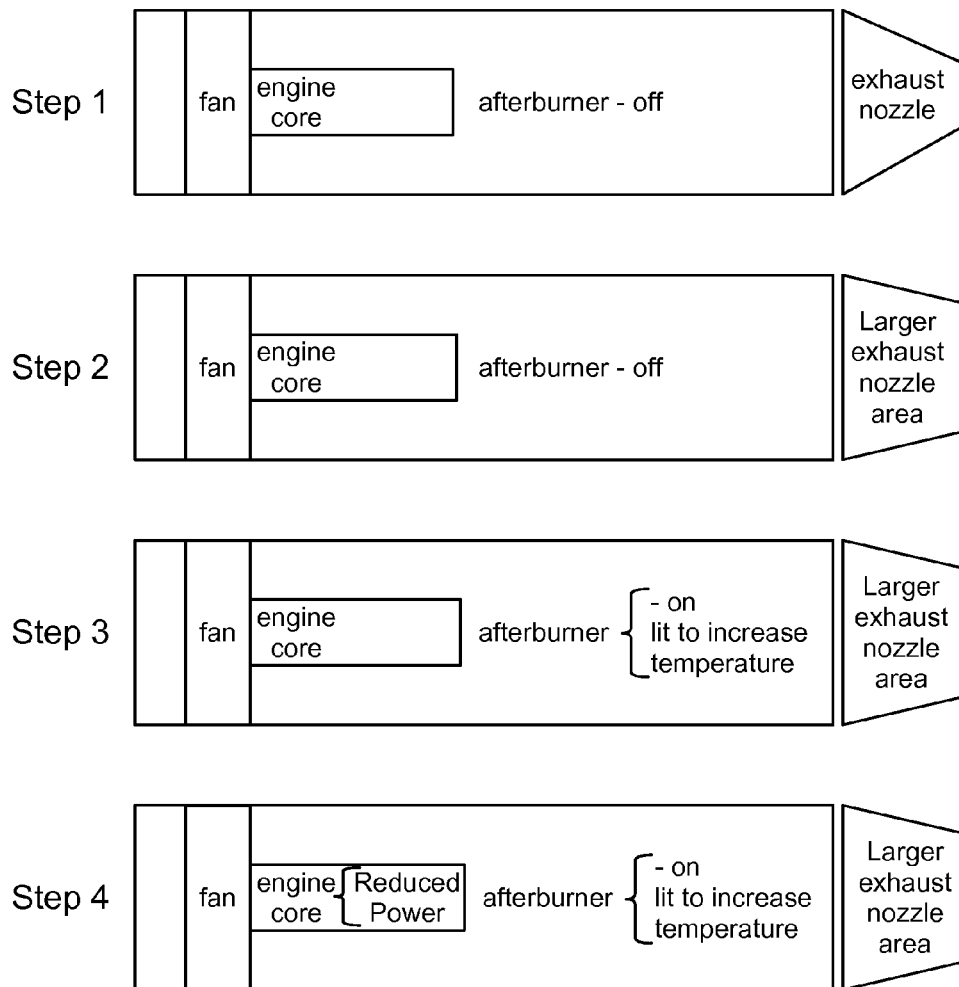 Step 1
fan
engine
core
afterburner - off
exhaust
nozzle
Step 2
fan
engine
core
afterburner - off
Larger
exhaust
nozzle
area
Step 3
fan
engine
core
afterburner
- on
lit to increase
temperature
Larger
exhaust
nozzle
area
Step 4
fan
engine
core
Reduced
Power
afterburner
- on
lit to increase
temperature
Larger
exhaust
nozzle
area